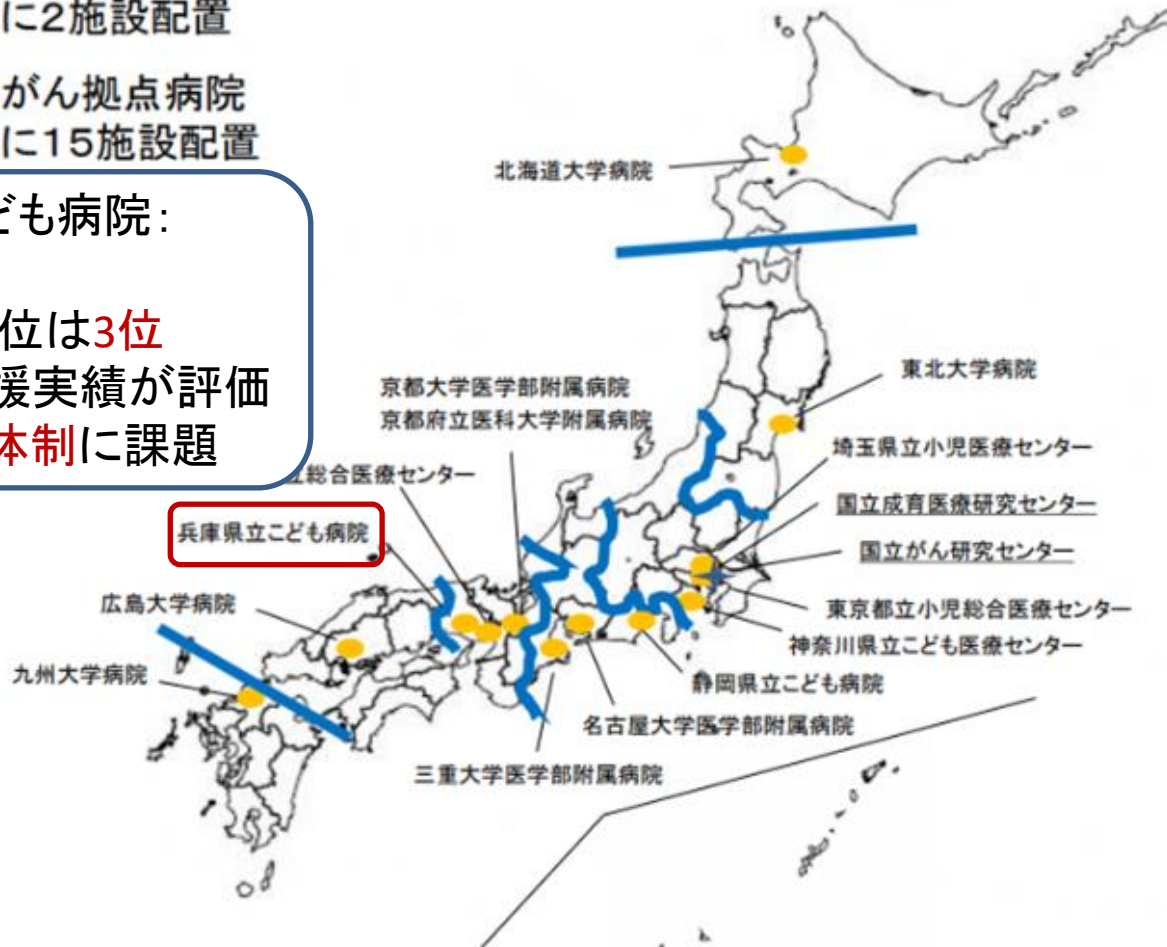 に2施設配置
がん拠点病院
に15施設配置
ども病院：
位は3位
援実績が評価
体制に課題
北海道大学病院
東北大学病院
京都大学医学部附属病院
京都府立医科大学附属病院
埼玉県立小児医療センター
立総合医療センター
国立成育医療研究センター
兵庫県立こども病院
国立がん研究センター
広島大学病院
東京都立小児総合医療センター
神奈川県立こども医療センター
九州大学病院
静岡県立こども病院
名古屋大学医学部附属病院
三重大学医学部附属病院